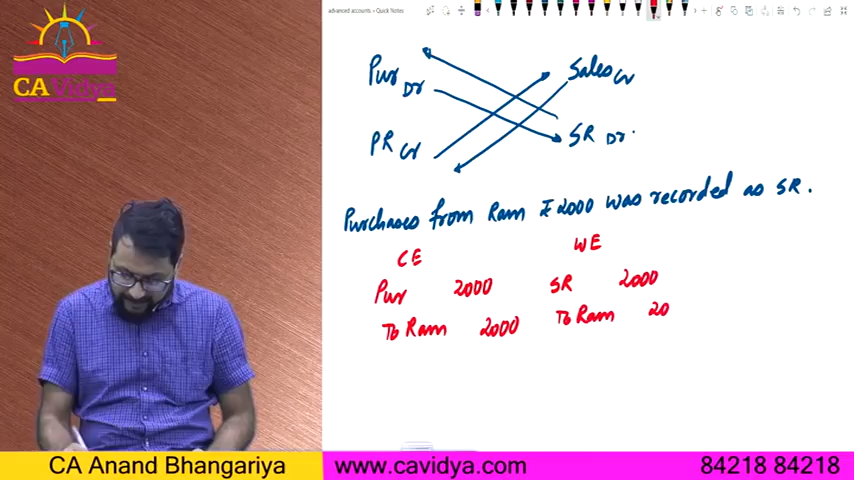 advanced accounts - Quick Notes
CA Vidya
Pur Dr Sales Cr
PR Cr SR Dr
Purchases from Ram ₹2000 was recorded as SR.
CE WE
Pur 2000 SR 2000
To Ram 2000 To Ram 20
CA Anand Bhangariya www.cavidya.com 84218 84218